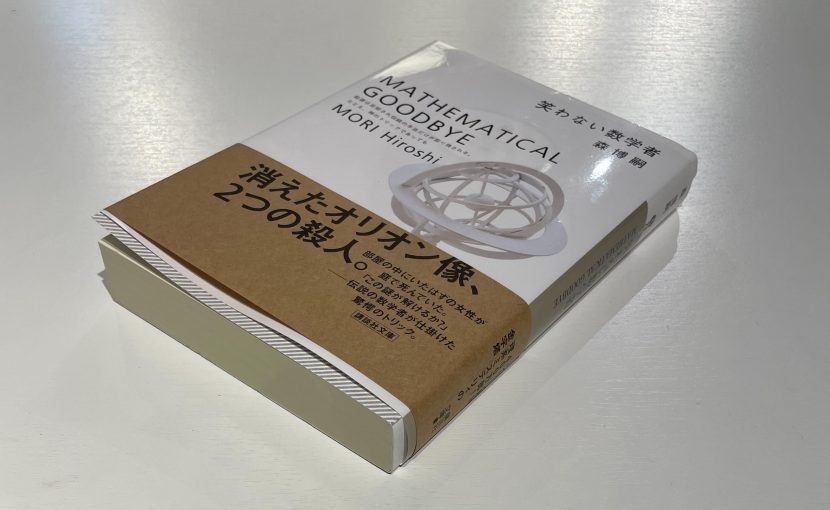 MATHEMATICAL
GOODBYE
MORI Hiroshi
笑わない数学者
森 博嗣
消えたオリオン像、
2つの殺人。
部屋の中にいたはずの女性が
庭で死んでいた。
「この謎が解けるか?」
──伝説の数学者が仕掛けた
驚愕のトリック。
講談社文庫
MATHEMATICAL GOODBYE